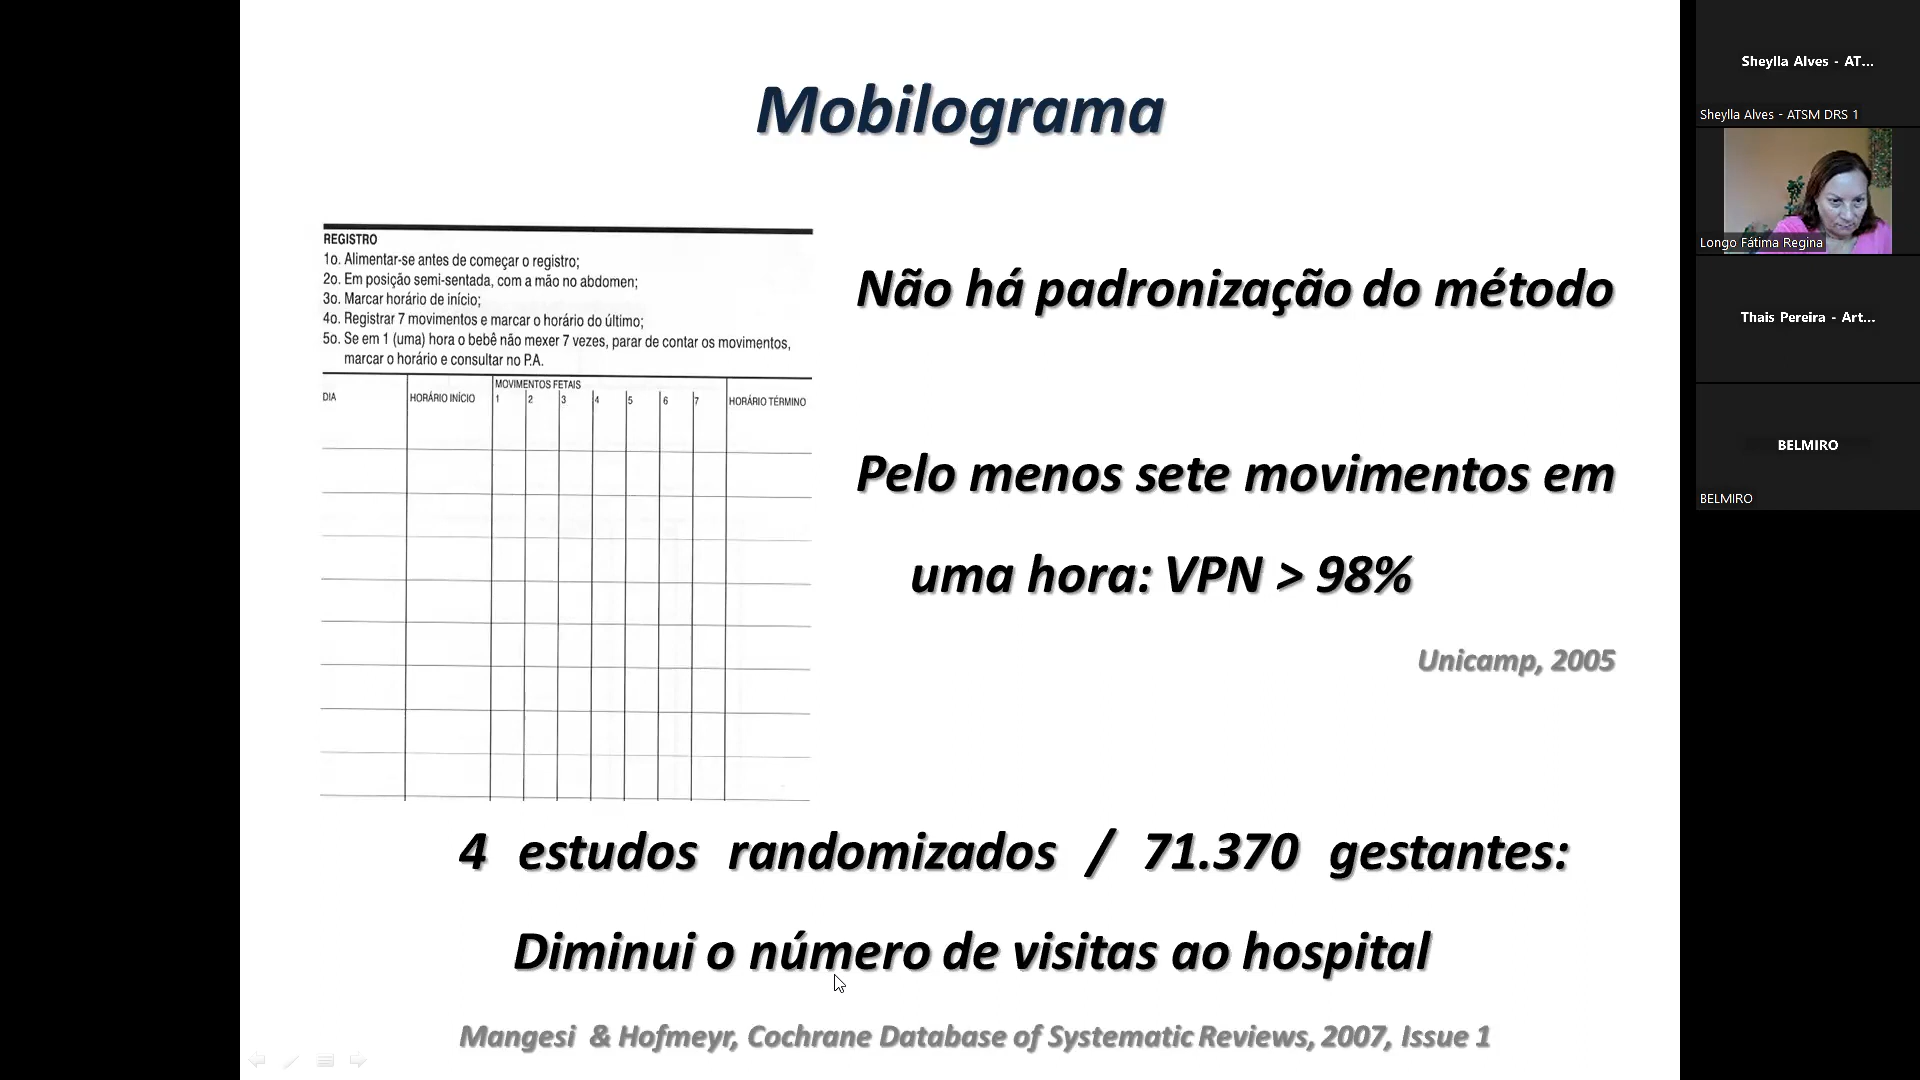 Mobilograma
REGISTRO
1o. Alimentar-se antes de começar o registro;
2o. Em posição semi-sentada, com a mão no abdomen;
3o. Marcar horário de início;
4o. Registrar 7 movimentos e marcar o horário do último;
5o. Se em 1 (uma) hora o bebê não mexer 7 vezes, parar de contar os movimentos,
marcar o horário e consultar no P.A.
MOVIMENTOS FETAIS
DIA HORÁRIO INÍCIO 1 2 3 4 5 6 7 HORÁRIO TÉRMINO
Não há padronização do método
Pelo menos sete movimentos em
uma hora: VPN > 98%
Unicamp, 2005
4 estudos randomizados / 71.370 gestantes:
Diminui o número de visitas ao hospital
Mangesi & Hofmeyr, Cochrane Database of Systematic Reviews, 2007, Issue 1
Sheylla Alves - AT...
Sheylla Alves - ATSM DRS 1
Longo Fátima Regina
Thais Pereira - Art...
BELMIRO
BELMIRO